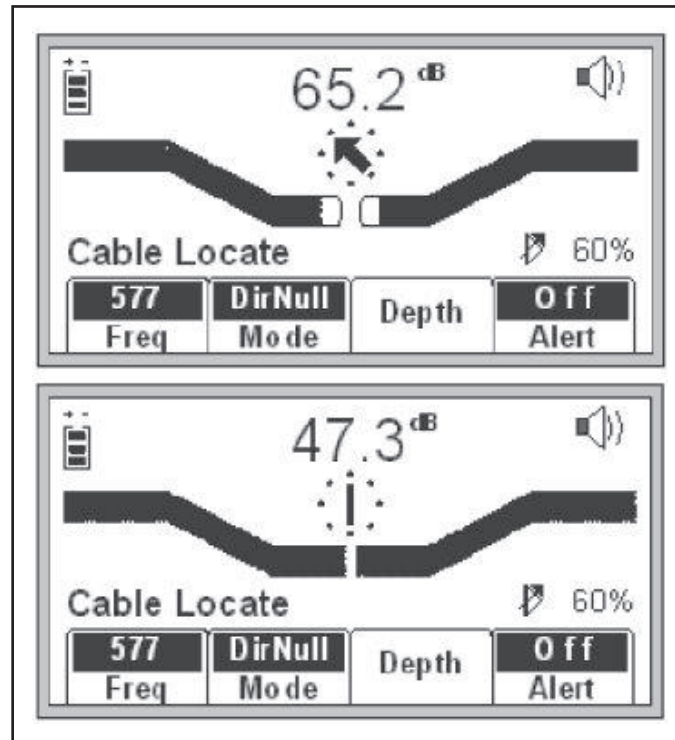 65.2 dB
Cable Locate 60%
577 DirNull Depth Off
Freq Mode Alert
47.3 dB
Cable Locate 60%
577 DirNull Depth Off
Freq Mode Alert